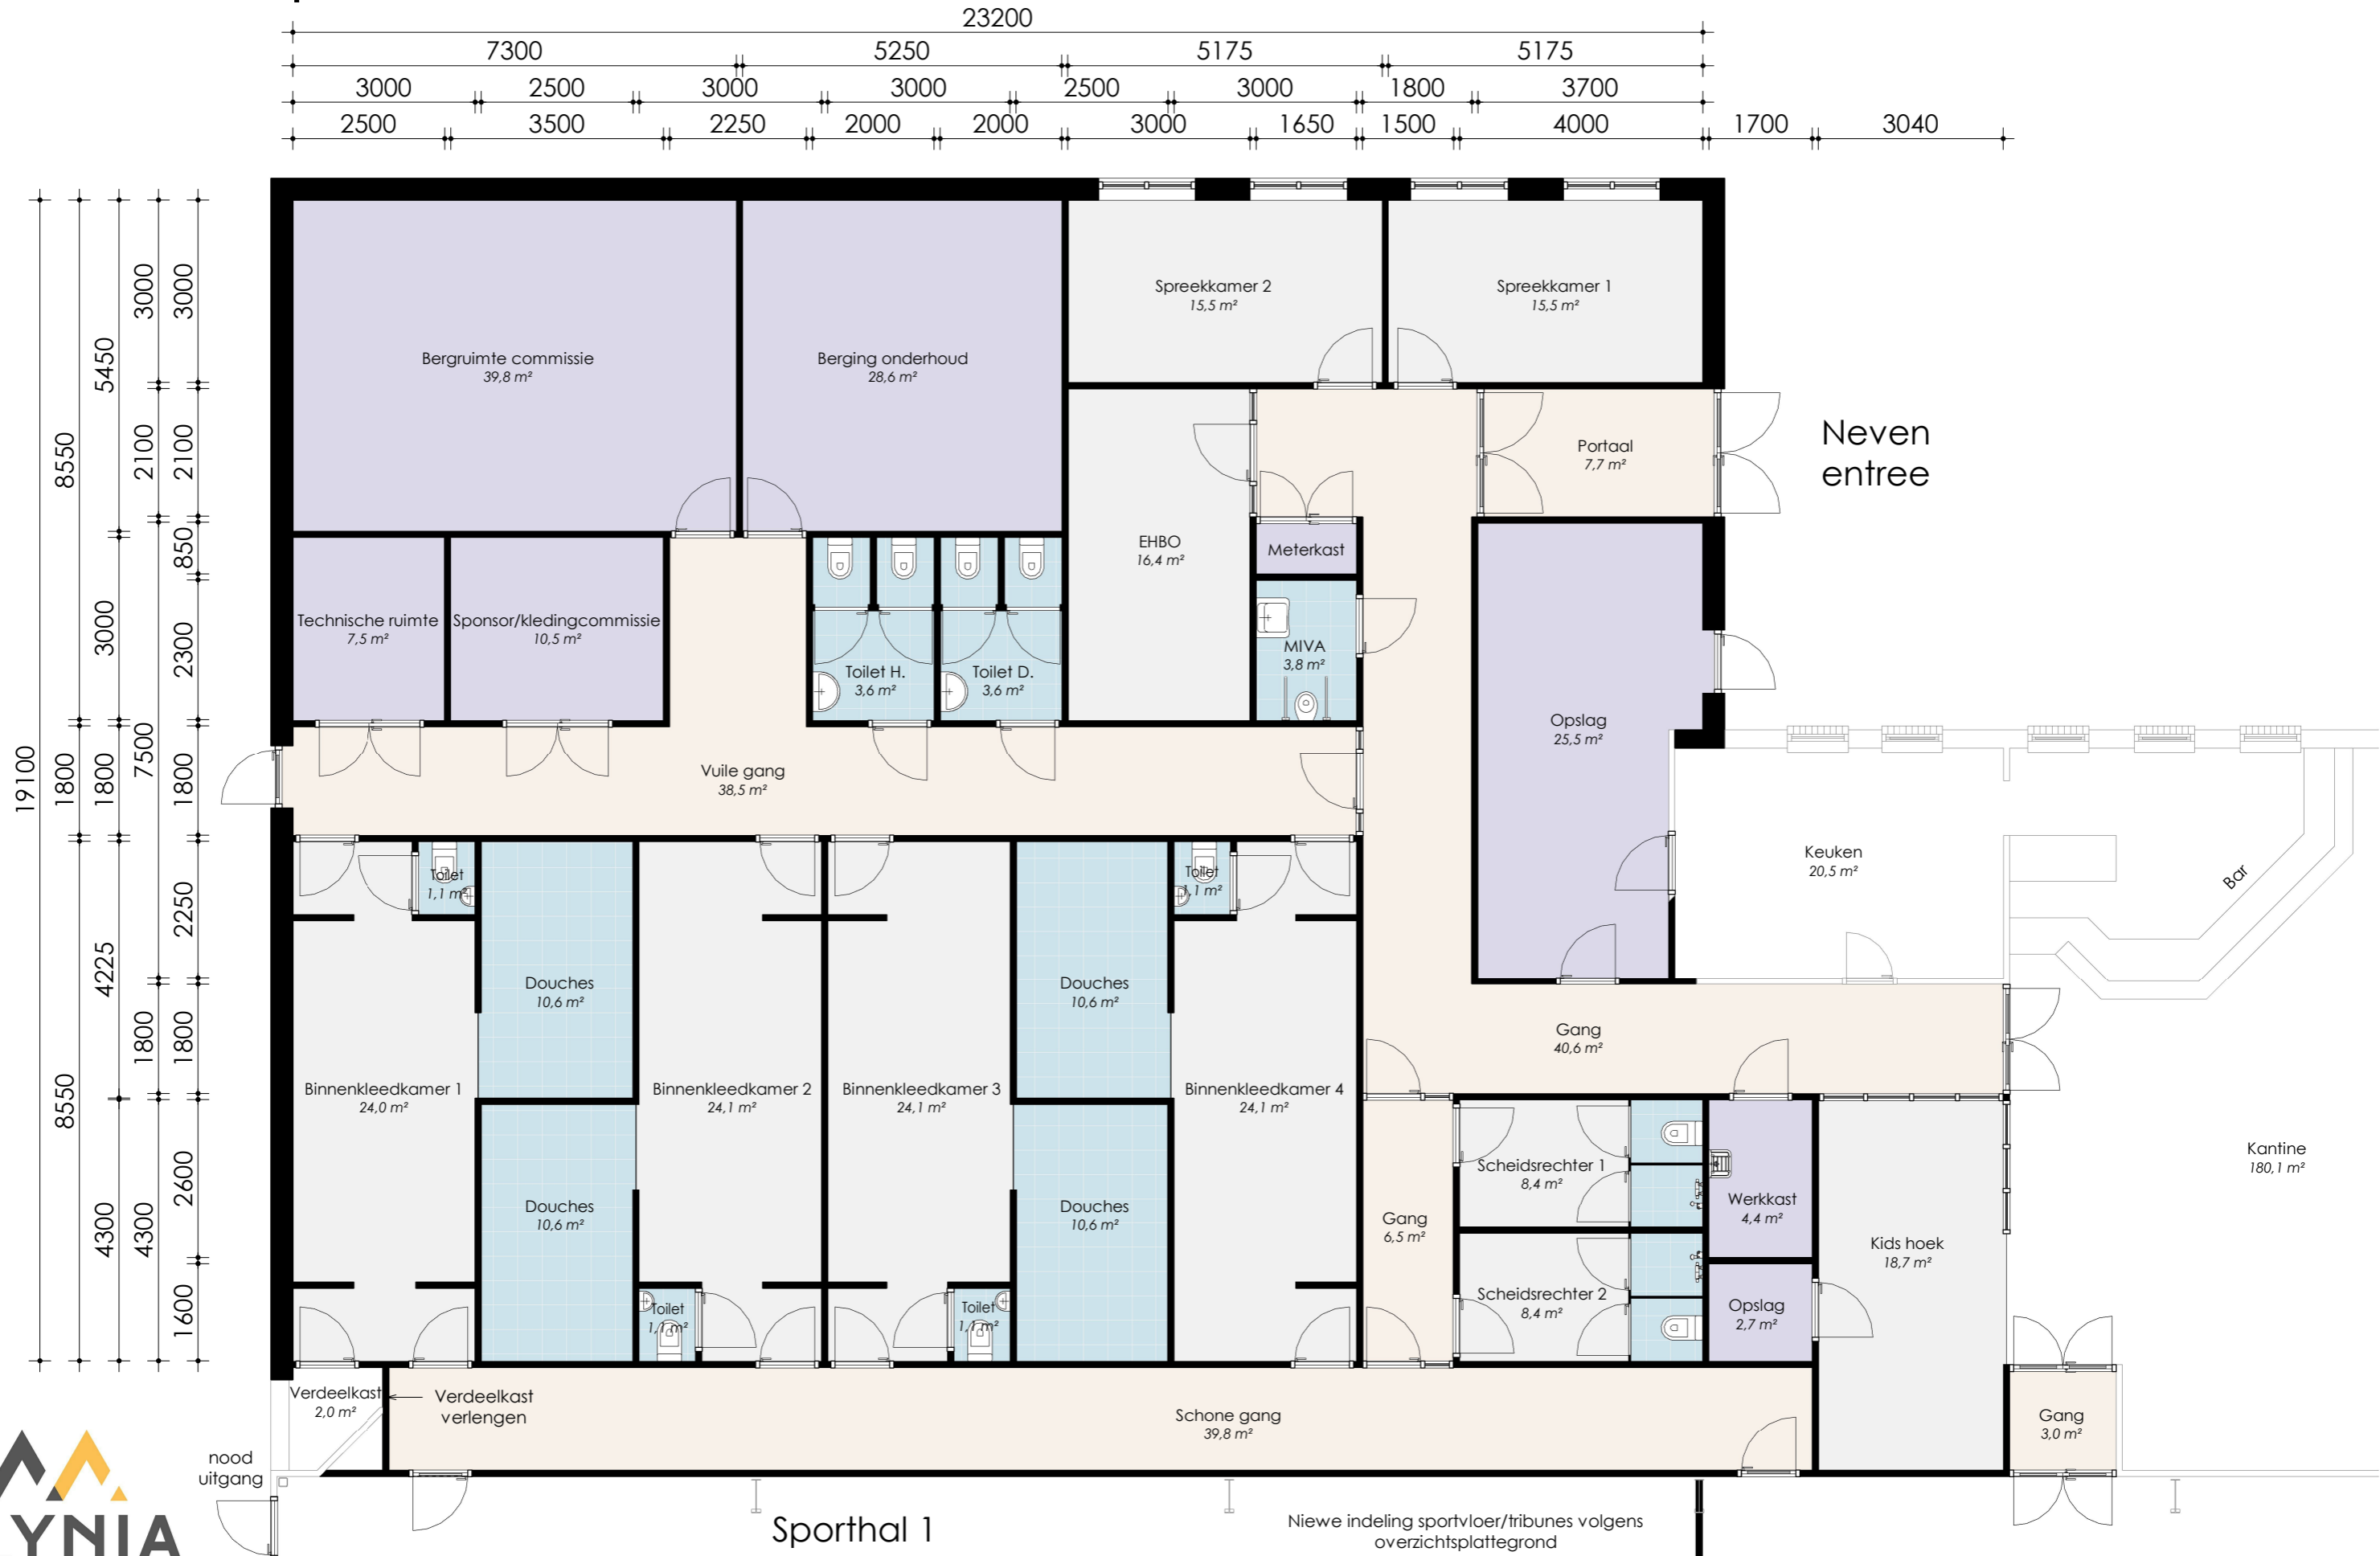 23200
7300 5250 5175 5175
3000 2500 3000 3000 2500 3000 1800 3700
2500 3500 2250 2000 2000 3000 1650 1500 4000 1700 3040
19100
8550 1800 8550
5450 3000 1800 4225 4300
3000 2100 7500 1800 4300
3000 2100 850 2300 1800 2250 1800 2600 1600
Bergruimte commissie
39,8 m²
Berging onderhoud
28,6 m²
Spreekkamer 2
15,5 m²
Spreekkamer 1
15,5 m²
Portaal
7,7 m²
Neven
entree
EHBO
16,4 m²
Meterkast
MIVA
3,8 m²
Technische ruimte
7,5 m²
Sponsor/kledingcommissie
10,5 m²
Toilet H.
3,6 m²
Toilet D.
3,6 m²
Opslag
25,5 m²
Vuile gang
38,5 m²
Keuken
20,5 m²
Bar
Toilet
1,1 m²
Toilet
1,1 m²
Douches
10,6 m²
Douches
10,6 m²
Gang
40,6 m²
Binnenkleedkamer 1
24,0 m²
Binnenkleedkamer 2
24,1 m²
Binnenkleedkamer 3
24,1 m²
Binnenkleedkamer 4
24,1 m²
Kantine
180,1 m²
Scheidsrechter 1
8,4 m²
Werkkast
4,4 m²
Douches
10,6 m²
Douches
10,6 m²
Gang
6,5 m²
Kids hoek
18,7 m²
Scheidsrechter 2
8,4 m²
Opslag
2,7 m²
Toilet
1,1 m²
Toilet
1,1 m²
Verdeelkast
2,0 m²
Verdeelkast
verlengen
Schone gang
39,8 m²
Gang
3,0 m²
nood
uitgang
YNIA
Sporthal 1
Niewe indeling sportvloer/tribunes volgens
overzichtsplattegrond